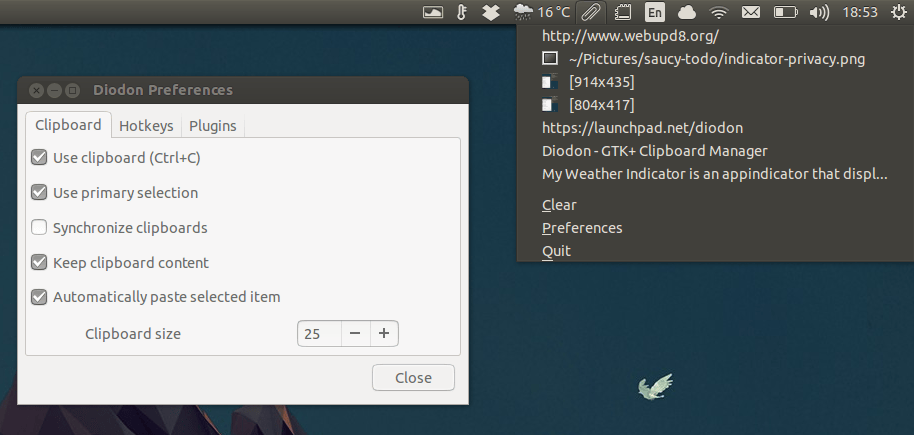 16 °C
En
18:53
http://www.webupd8.org/
~/Pictures/saucy-todo/indicator-privacy.png
[914x435]
[804x417]
https://launchpad.net/diodon
Diodon - GTK+ Clipboard Manager
My Weather Indicator is an appindicator that displ...
Clear
Preferences
Quit
Diodon Preferences
Clipboard
Hotkeys
Plugins
Use clipboard (Ctrl+C)
Use primary selection
Synchronize clipboards
Keep clipboard content
Automatically paste selected item
Clipboard size
25
Close